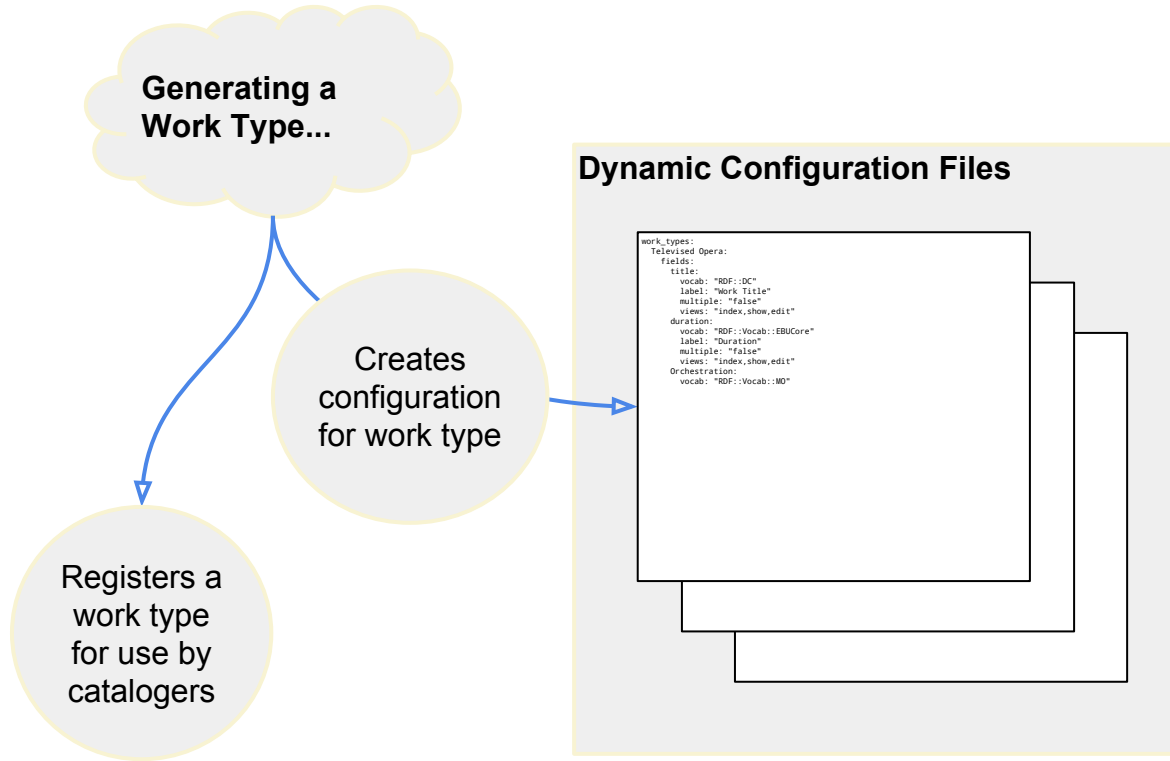 Generating a
Work Type...
Dynamic Configuration Files
work_types:
  Televised Opera:
    fields:
      title:
        vocab: "RDF::DC"
        label: "Work Title"
        multiple: "false"
        views: "index,show,edit"
      duration:
        vocab: "RDF::Vocab::EBUCore"
        label: "Duration"
        multiple: "false"
        views: "index,show,edit"
      Orchestration:
        vocab: "RDF::Vocab::MO"
Creates
configuration
for work type
Registers a
work type
for use by
catalogers